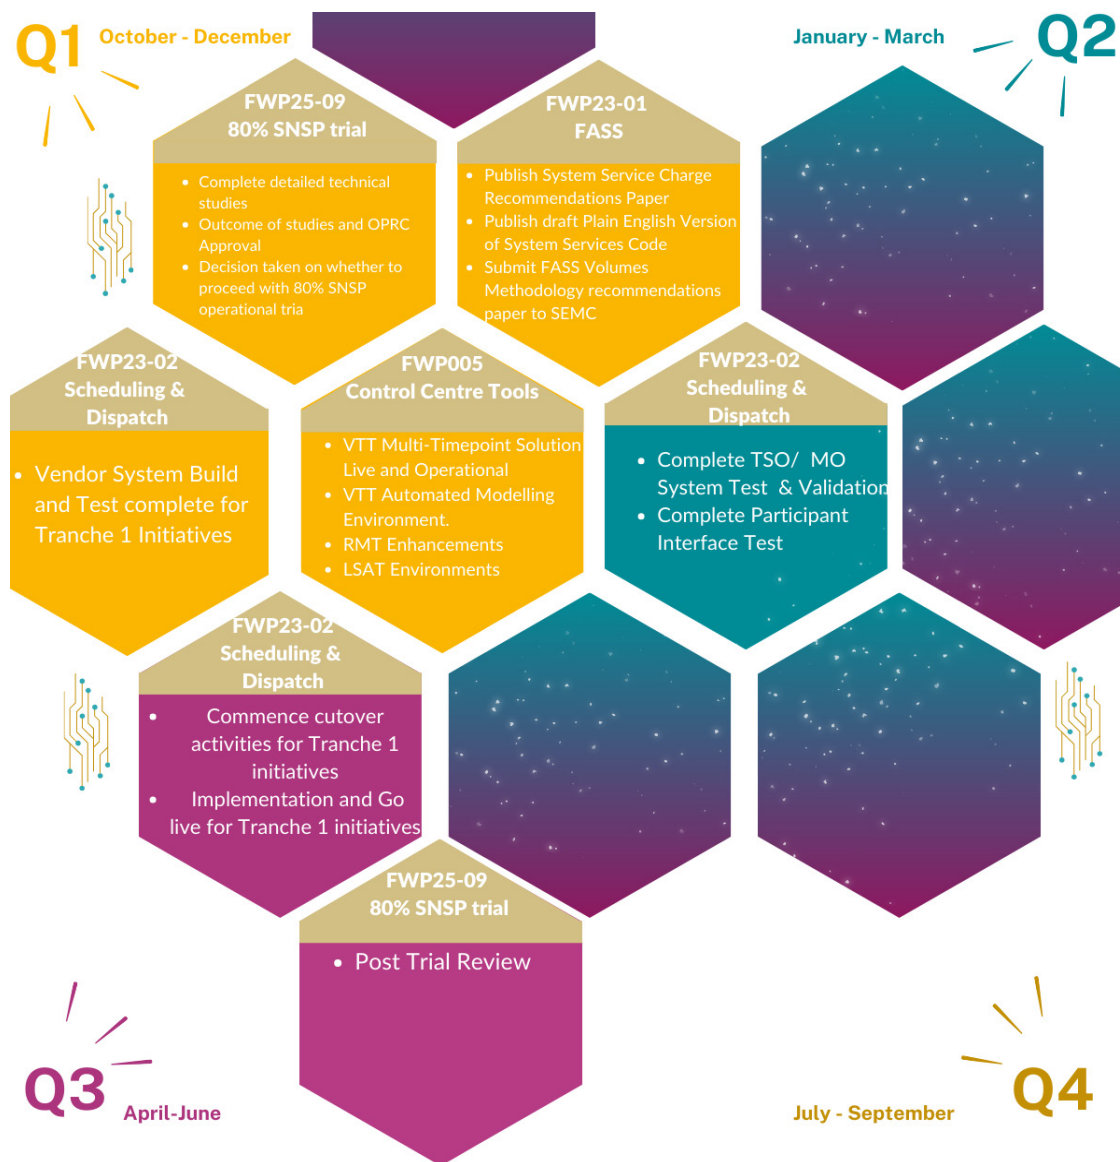 Q1
October - December
January - March
Q2
FWP25-09
80% SNSP trial
• Complete detailed technical
studies
• Outcome of studies and OPRC
Approval
• Decision taken on whether to
proceed with 80% SNSP
operational tria
FWP23-01
FASS
• Publish System Service Charge
Recommendations Paper
• Publish draft Plain English Version
of System Services Code
• Submit FASS Volumes
Methodology recommendations
paper to SEMC
FWP23-02
Scheduling &
Dispatch
• Vendor System Build
and Test complete for
Tranche 1 Initiatives
FWP005
Control Centre Tools
• VTT Multi-Timepoint Solution
Live and Operational
• VTT Automated Modelling
Environment.
• RMT Enhancements
• LSAT Environments
FWP23-02
Scheduling &
Dispatch
• Complete TSO/ MO
System Test & Validation
• Complete Participant
Interface Test
FWP23-02
Scheduling &
Dispatch
• Commence cutover
activities for Tranche 1
initiatives
• Implementation and Go
live for Tranche 1 initiatives
FWP25-09
80% SNSP trial
• Post Trial Review
Q3
April-June
July - September
Q4